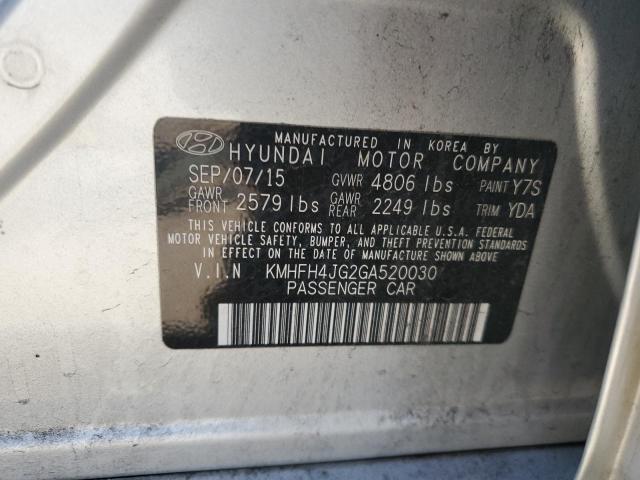 MANUFACTURED IN KOREA BY
HYUNDAI MOTOR COMPANY
SEP/07/15 GVWR 4806 lbs PAINT Y7S
GAWR FRONT 2579 lbs GAWR REAR 2249 lbs TRIM YDA
THIS VEHICLE CONFORMS TO ALL APPLICABLE U.S.A. FEDERAL
MOTOR VEHICLE SAFETY, BUMPER, AND THEFT PREVENTION STANDARDS
IN EFFECT ON THE DATE OF MANUFACTURE SHOWN ABOVE.
V.I.N KMHFH4JG2GA520030
PASSENGER CAR